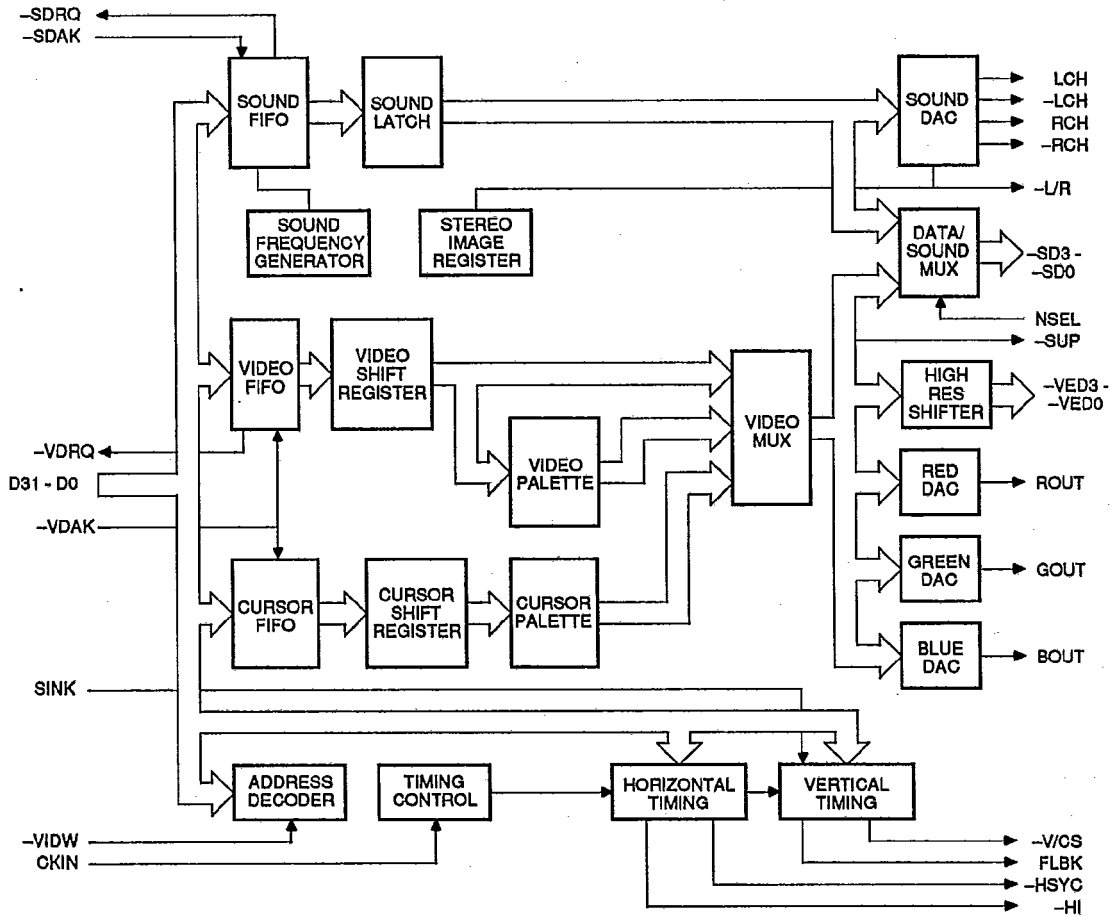 –SDRQ
–SDAK
SOUND
FIFO
SOUND
LATCH
SOUND
DAC
LCH
–LCH
RCH
–RCH
–L/R
SOUND
FREQUENCY
GENERATOR
STEREO
IMAGE
REGISTER
DATA/
SOUND
MUX
–SD3 -
–SD0
NSEL
–SUP
VIDEO
FIFO
VIDEO
SHIFT
REGISTER
VIDEO
PALETTE
VIDEO
MUX
HIGH
RES
SHIFTER
–VED3 -
–VED0
–VDRQ
D31 - D0
–VDAK
RED
DAC
ROUT
CURSOR
FIFO
CURSOR
SHIFT
REGISTER
CURSOR
PALETTE
GREEN
DAC
GOUT
BLUE
DAC
BOUT
SINK
ADDRESS
DECODER
TIMING
CONTROL
HORIZONTAL
TIMING
VERTICAL
TIMING
–VIDW
CKIN
–V/CS
FLBK
–HSYC
–HI